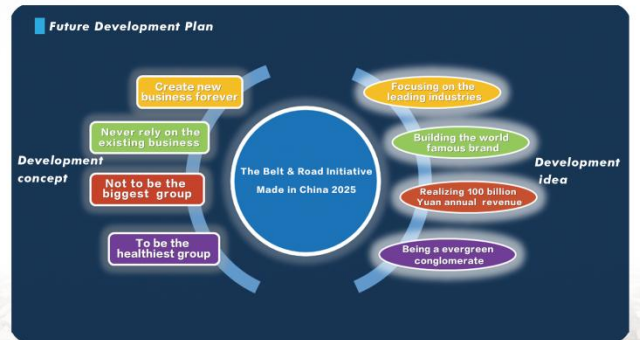 Future Development Plan
Create new
business forever
Never rely on the
existing business
Development
concept
Not to be the
biggest group
To be the
healthiest group
The Belt & Road Initiative
Made in China 2025
Focusing on the
leading industries
Building the world
famous brand
Development
idea
Realizing 100 billion
Yuan annual revenue
Being a evergreen
conglomerate